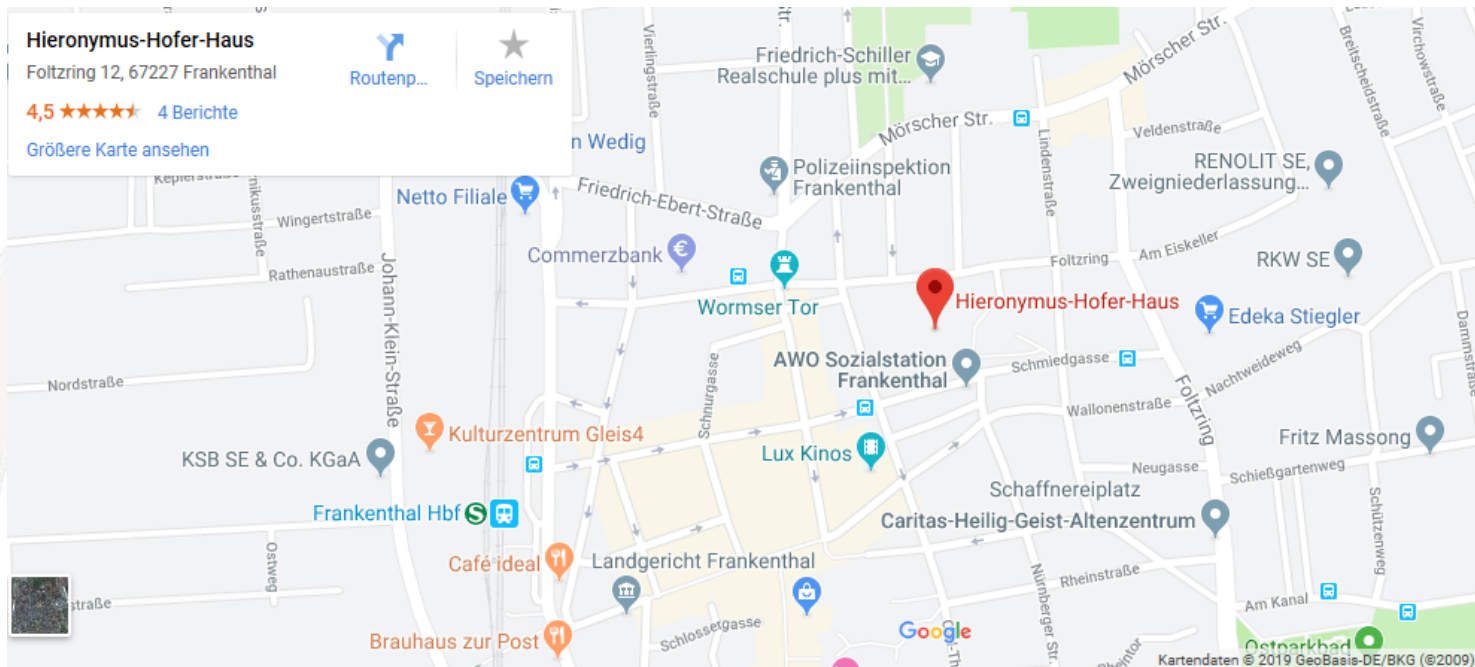 Hieronymus-Hofer-Haus
Foltzring 12, 67227 Frankenthal
4,5
4 Berichte
Größere Karte ansehen
Routenp...
Speichern
Vierlingstraße
Friedrich-Schiller
Realschule plus mit...
Mörscher Str.
Breitscheidstraße
Virchowstraße
n Wedig
Mörscher Str.
Lindenstraße
Veldenstraße
Polizeiinspektion
Frankenthal
RENOLIT SE,
Zweigniederlassung...
Netto Filiale
Friedrich-Ebert-Straße
Wingertstraße
Rathenaustraße
Commerzbank
Wormser Tor
Foltzring
Am Eiskeller
RKW SE
Johann-Klein-Straße
Hieronymus-Hofer-Haus
Edeka Stiegler
Dammstraße
Nordstraße
Schnurgasse
AWO Sozialstation
Frankenthal
Schmiedgasse
Nachtweideweg
Wallonenstraße
Foltzring
Kulturzentrum Gleis4
KSB SE & Co. KGaA
Lux Kinos
Fritz Massong
Neugasse
Schießgartenweg
Frankenthal Hbf
S
Schaffnereiplatz
Caritas-Heilig-Geist-Altenzentrum
Schützenweg
Ostweg
Café ideal
Landgericht Frankenthal
Nürnberger Str.
Rheinstraße
Am Kanal
straße
Brauhaus zur Post
Schlossergasse
Google
Ostparkbad
Kartendaten © 2019 GeoBasis-DE/BKG (©2009)